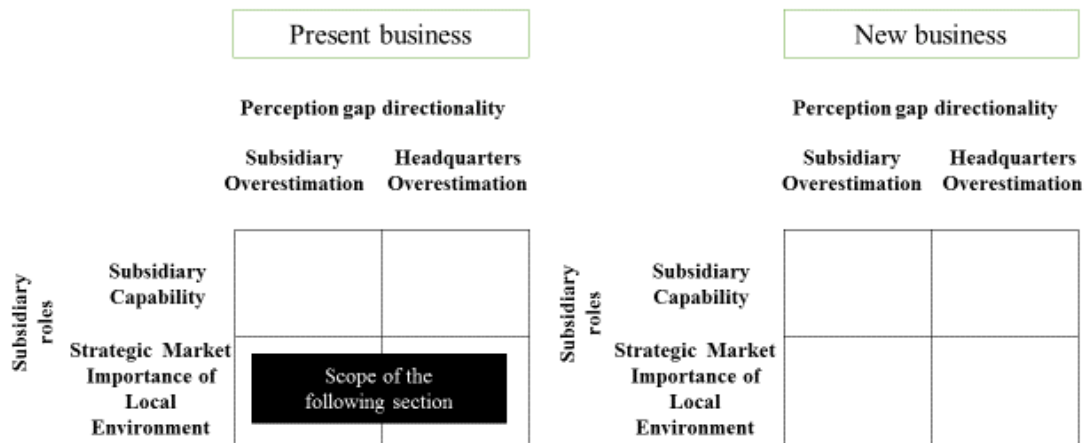 Present business
Perception gap directionality
Subsidiary
Overestimation
Headquarters
Overestimation
Subsidiary
roles
Subsidiary
Capability
Strategic Market
Importance of
Local
Environment
Scope of the
following section
New business
Perception gap directionality
Subsidiary
Overestimation
Headquarters
Overestimation
Subsidiary
roles
Subsidiary
Capability
Strategic Market
Importance of
Local
Environment